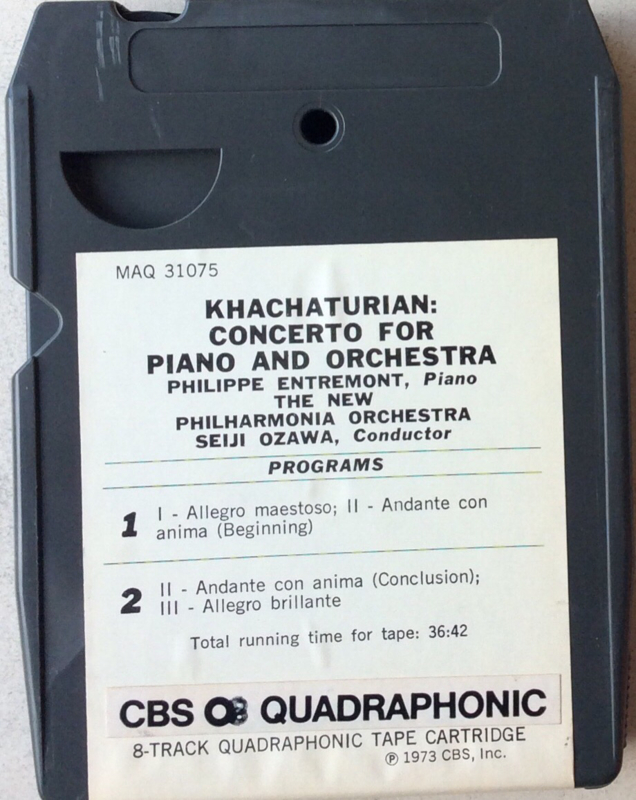 MAQ 31075
KHACHATURIAN:
CONCERTO FOR
PIANO AND ORCHESTRA
PHILIPPE ENTREMONT, Piano
THE NEW
PHILHARMONIA ORCHESTRA
SEIJI OZAWA, Conductor
PROGRAMS
1 I - Allegro maestoso; II - Andante con
anima (Beginning)
2 II - Andante con anima (Conclusion);
III - Allegro brillante
Total running time for tape: 36:42
CBS Q8 QUADRAPHONIC
8-TRACK QUADRAPHONIC TAPE CARTRIDGE
℗ 1973 CBS, Inc.